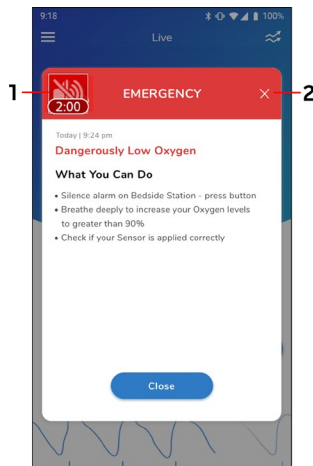 9:18
100%
Live
1
2:00
EMERGENCY
2
Today | 9:24 pm
Dangerously Low Oxygen
What You Can Do
• Silence alarm on Bedside Station - press button
• Breathe deeply to increase your Oxygen levels
to greater than 90%
• Check if your Sensor is applied correctly
Close